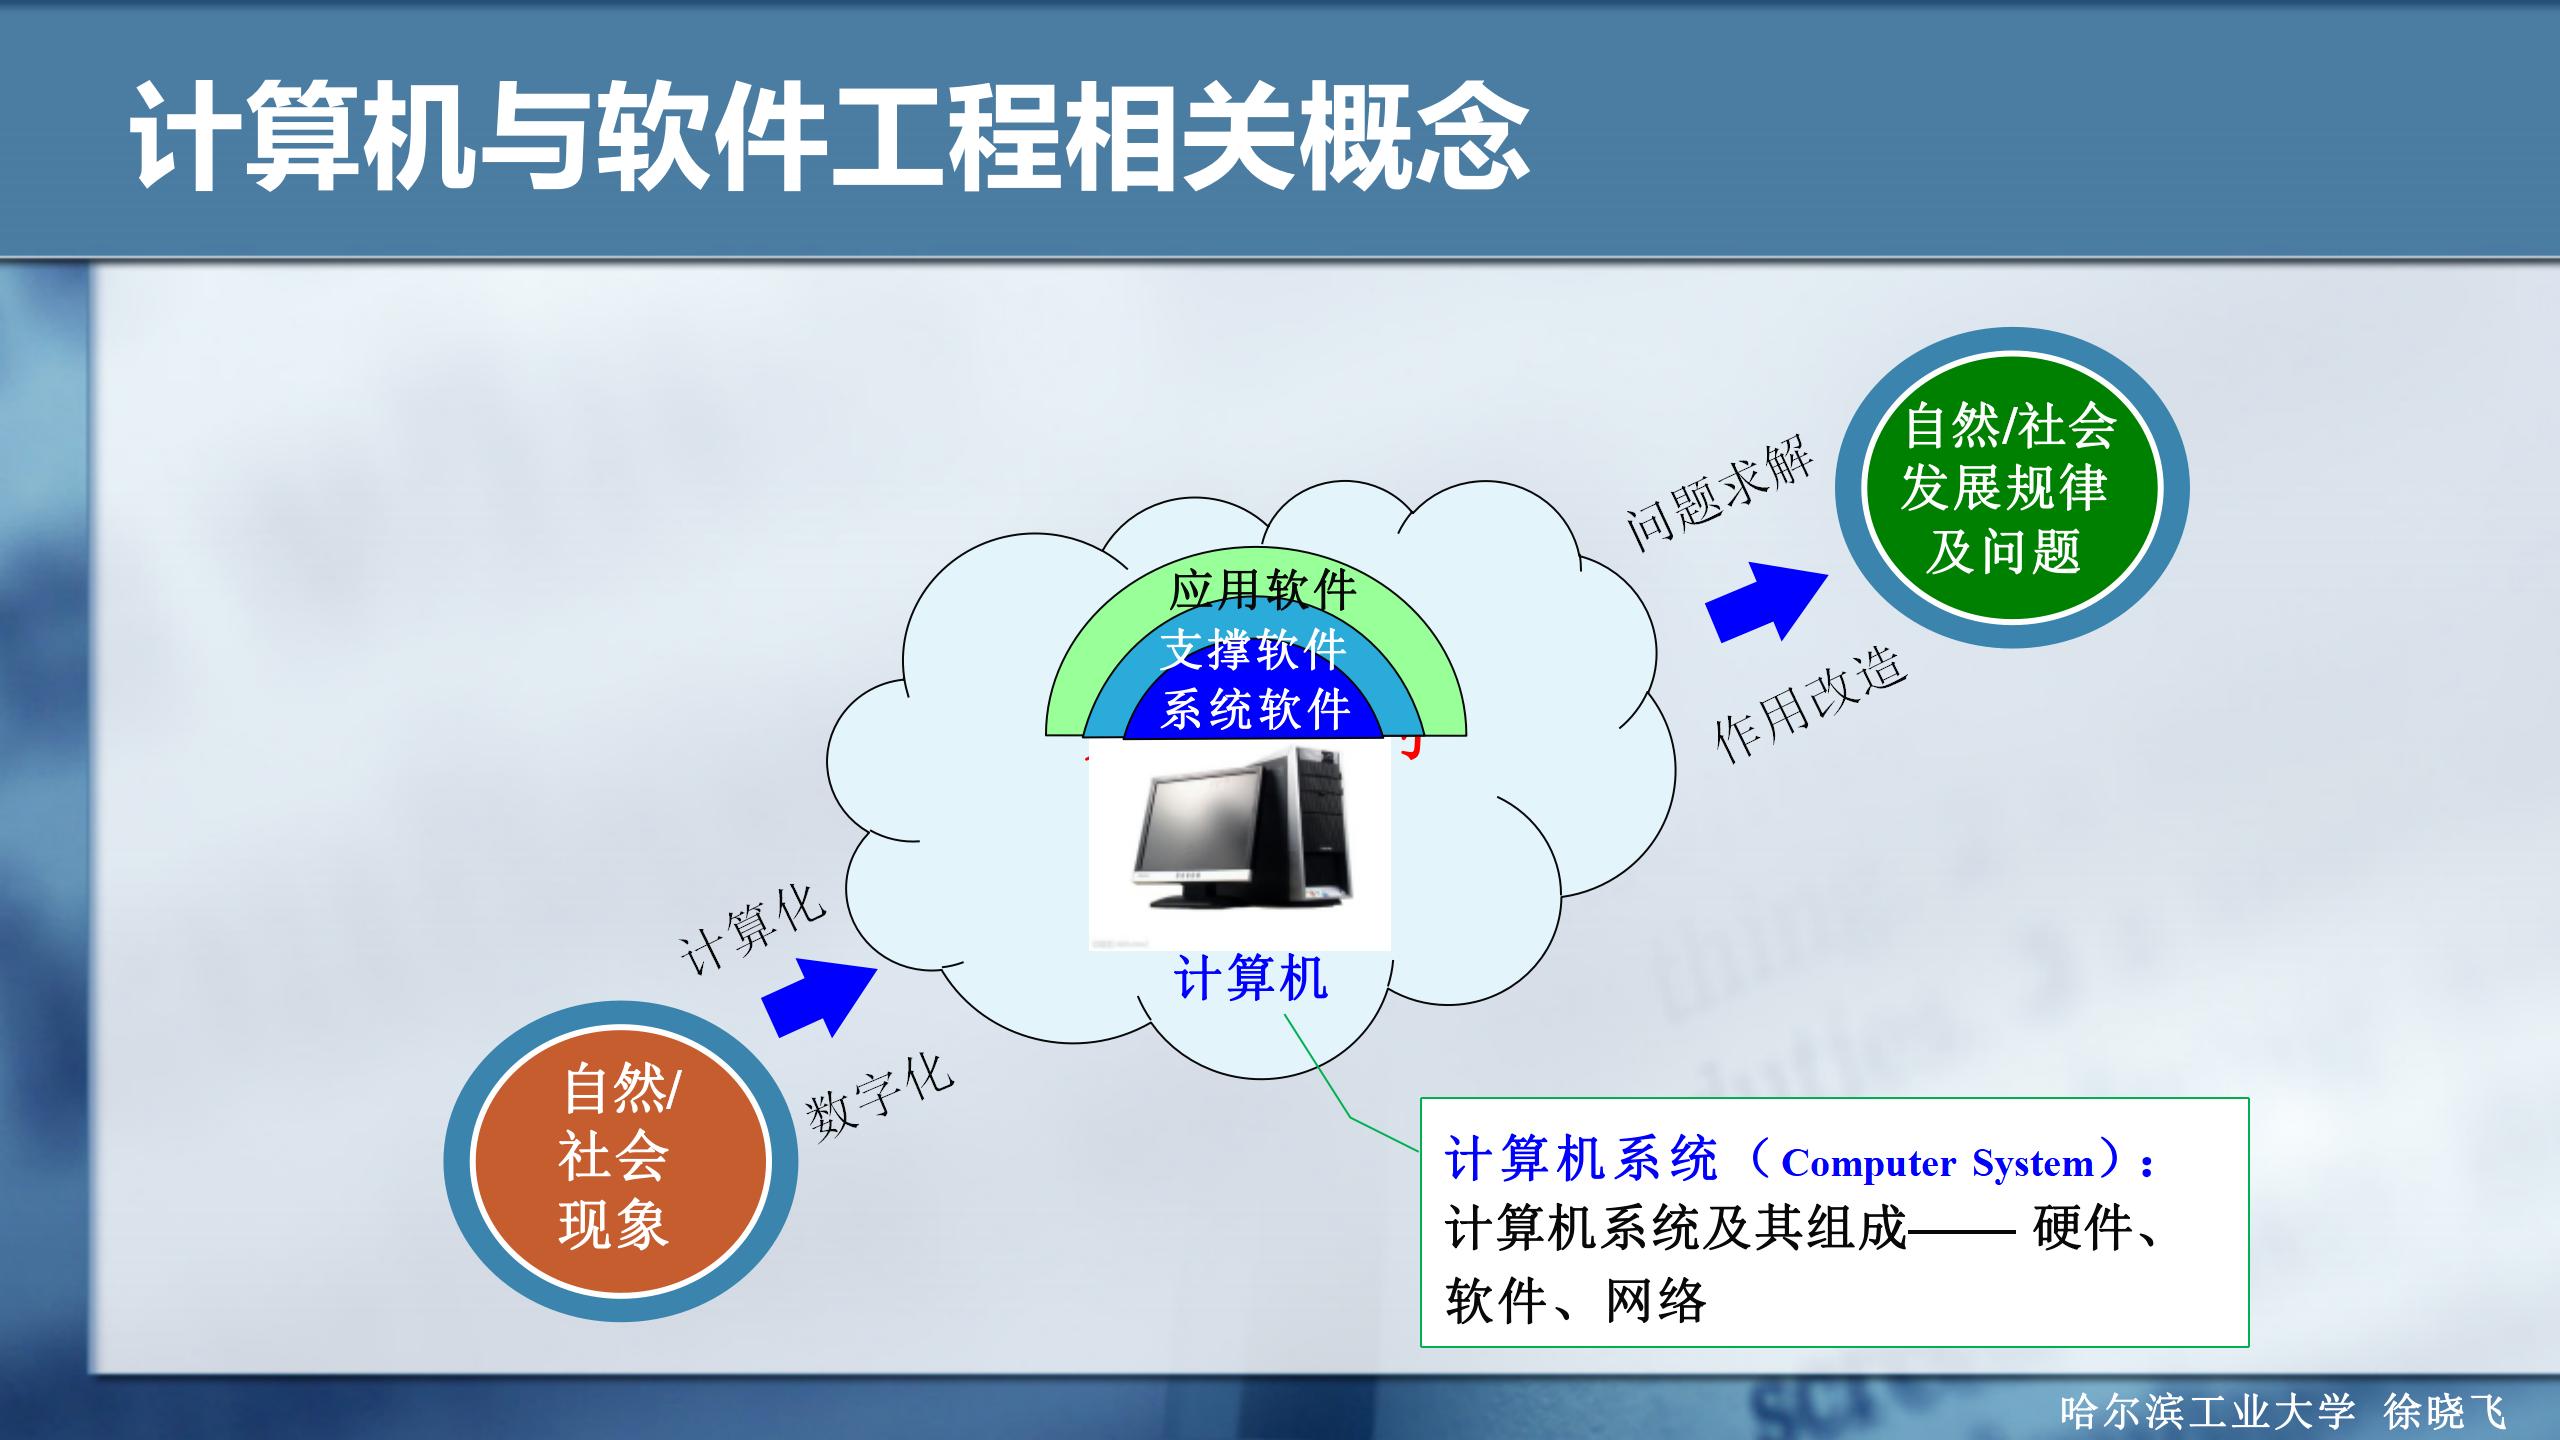 计算机与软件工程相关概念
自然/社会
发展规律
及问题
问题求解
作用改造
应用软件
支撑软件
系统软件
计算机
计算化
数字化
自然/
社会
现象
计算机系统（Computer System）：
计算机系统及其组成—— 硬件、
软件、网络
哈尔滨工业大学 徐晓飞